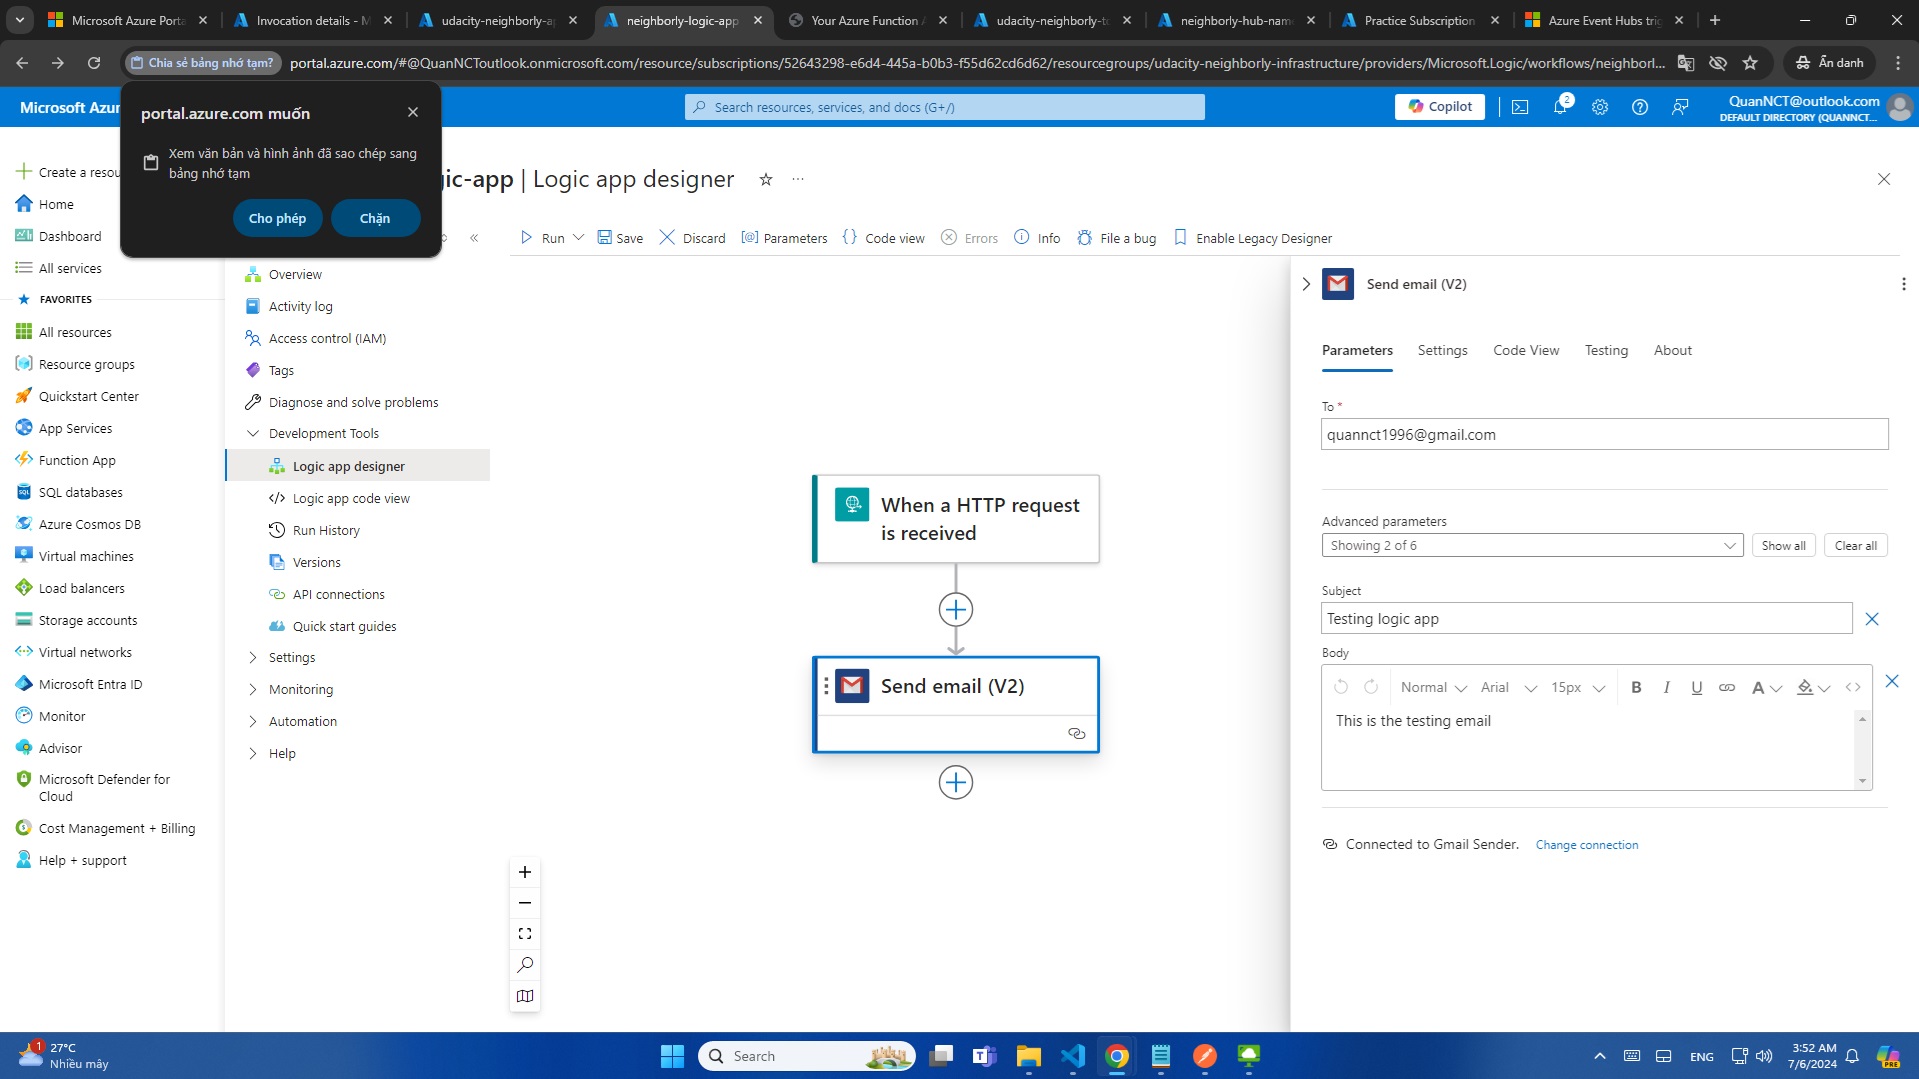 Microsoft Azure Porta
Invocation details - M
udacity-neighborly-ap
neighborly-logic-app
Your Azure Function A
udacity-neighborly-to
neighborly-hub-name
Practice Subscription
Azure Event Hubs trig
Chia sẻ bảng nhớ tạm?
portal.azure.com/#@QuanNCToutlook.onmicrosoft.com/resource/subscriptions/52643298-e6d4-445a-b0b3-f55d62cd6d62/resourcegroups/udacity-neighborly-infrastructure/providers/Microsoft.Logic/workflows/neighborl...
Ẩn danh
Microsoft Azur
Search resources, services, and docs (G+/)
Copilot
2
QuanNCT@outlook.com
DEFAULT DIRECTORY (QUANNCT...
portal.azure.com muốn
Xem văn bản và hình ảnh đã sao chép sang
bảng nhớ tạm
Cho phép
Chặn
gic-app | Logic app designer
Create a resou
Home
Dashboard
All services
FAVORITES
All resources
Resource groups
Quickstart Center
App Services
Function App
SQL databases
Azure Cosmos DB
Virtual machines
Load balancers
Storage accounts
Virtual networks
Microsoft Entra ID
Monitor
Advisor
Microsoft Defender for
Cloud
Cost Management + Billing
Help + support
Overview
Activity log
Access control (IAM)
Tags
Diagnose and solve problems
Development Tools
Logic app designer
Logic app code view
Run History
Versions
API connections
Quick start guides
Settings
Monitoring
Automation
Help
Run
Save
Discard
Parameters
Code view
Errors
Info
File a bug
Enable Legacy Designer
When a HTTP request
is received
Send email (V2)
Send email (V2)
Parameters
Settings
Code View
Testing
About
To *
quannct1996@gmail.com
Advanced parameters
Showing 2 of 6
Show all
Clear all
Subject
Testing logic app
Body
Normal
Arial
15px
B
I
U
A
This is the testing email
Connected to Gmail Sender.
Change connection
1
27°C
Nhiều mây
Search
ENG
3:52 AM
7/6/2024
PRE